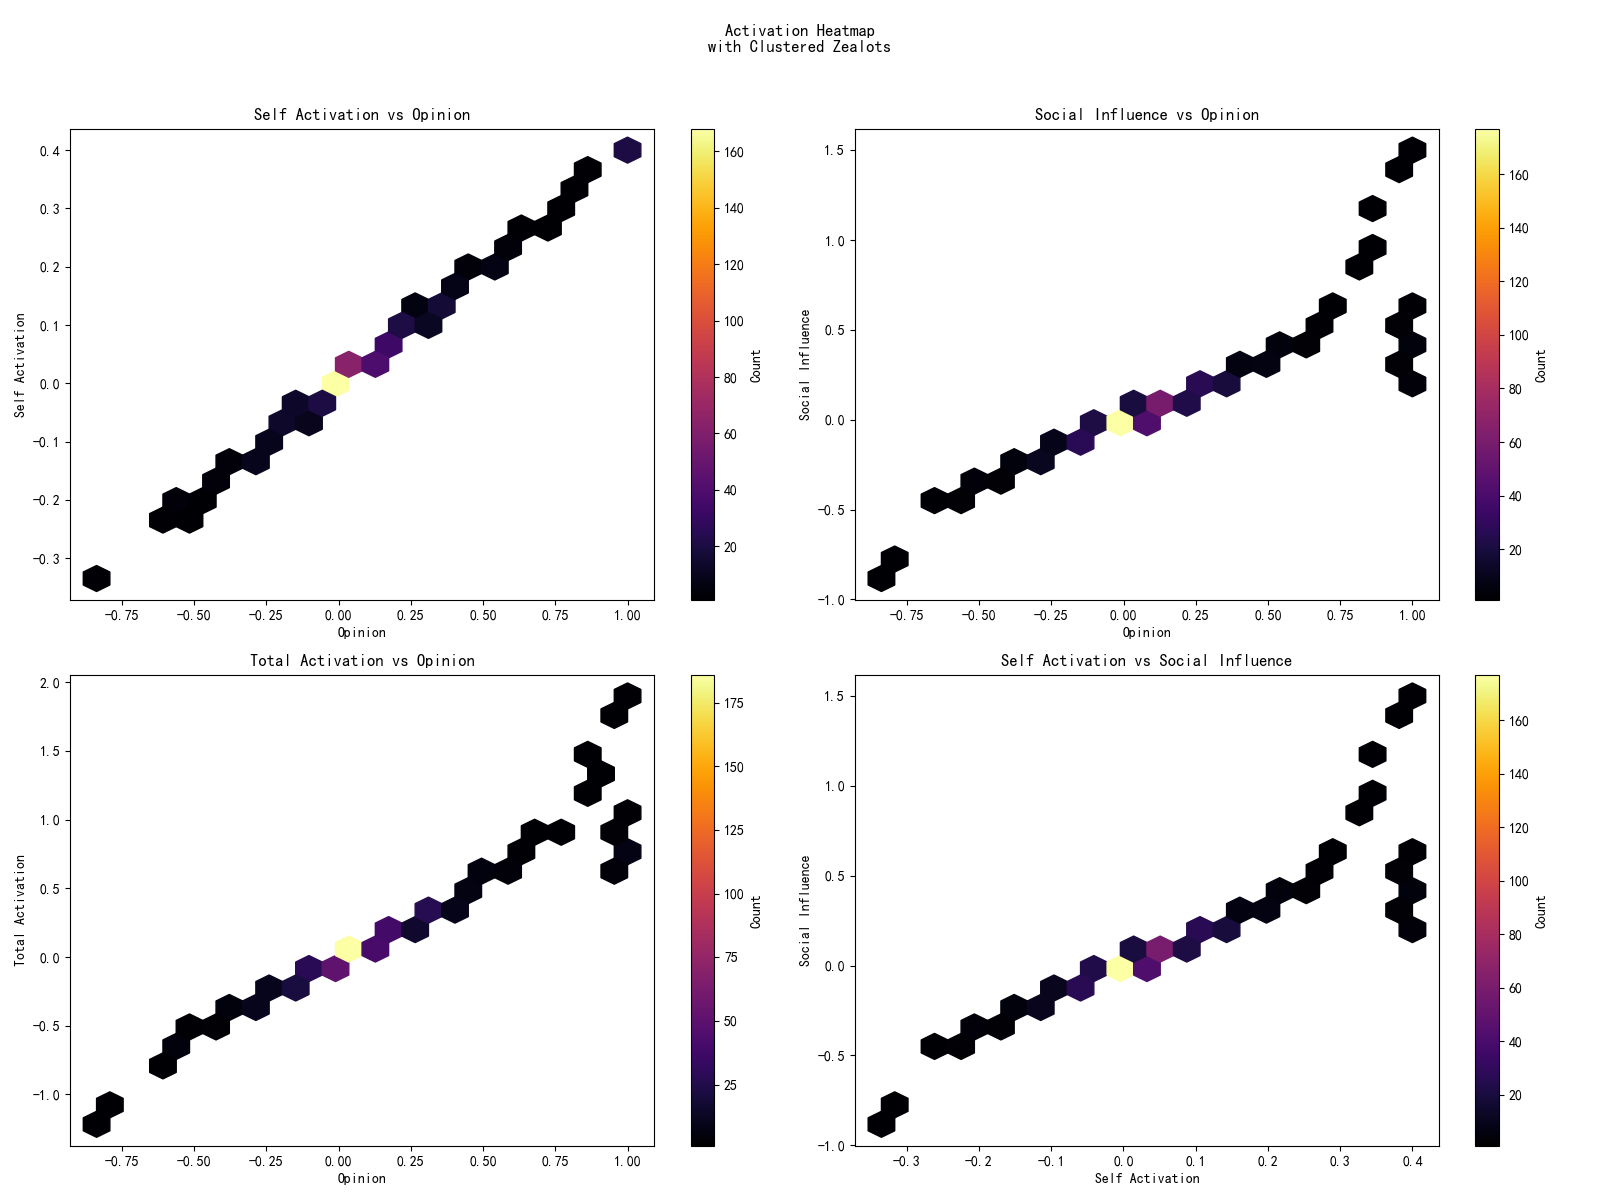 Activation Heatmap
with Clustered Zealots
Self Activation vs Opinion
Self Activation
0.4
0.3
0.2
0.1
0.0
−0.1
−0.2
−0.3
−0.75 −0.50 −0.25 0.00 0.25 0.50 0.75 1.00
Opinion
160
140
120
100
80
60
40
20
Count
Social Influence vs Opinion
Social Influence
1.5
1.0
0.5
0.0
−0.5
−1.0
−0.75 −0.50 −0.25 0.00 0.25 0.50 0.75 1.00
Opinion
160
140
120
100
80
60
40
20
Count
Total Activation vs Opinion
Total Activation
2.0
1.5
1.0
0.5
0.0
−0.5
−1.0
−0.75 −0.50 −0.25 0.00 0.25 0.50 0.75 1.00
Opinion
175
150
125
100
75
50
25
Count
Self Activation vs Social Influence
Social Influence
1.5
1.0
0.5
0.0
−0.5
−1.0
−0.3 −0.2 −0.1 0.0 0.1 0.2 0.3 0.4
Self Activation
160
140
120
100
80
60
40
20
Count